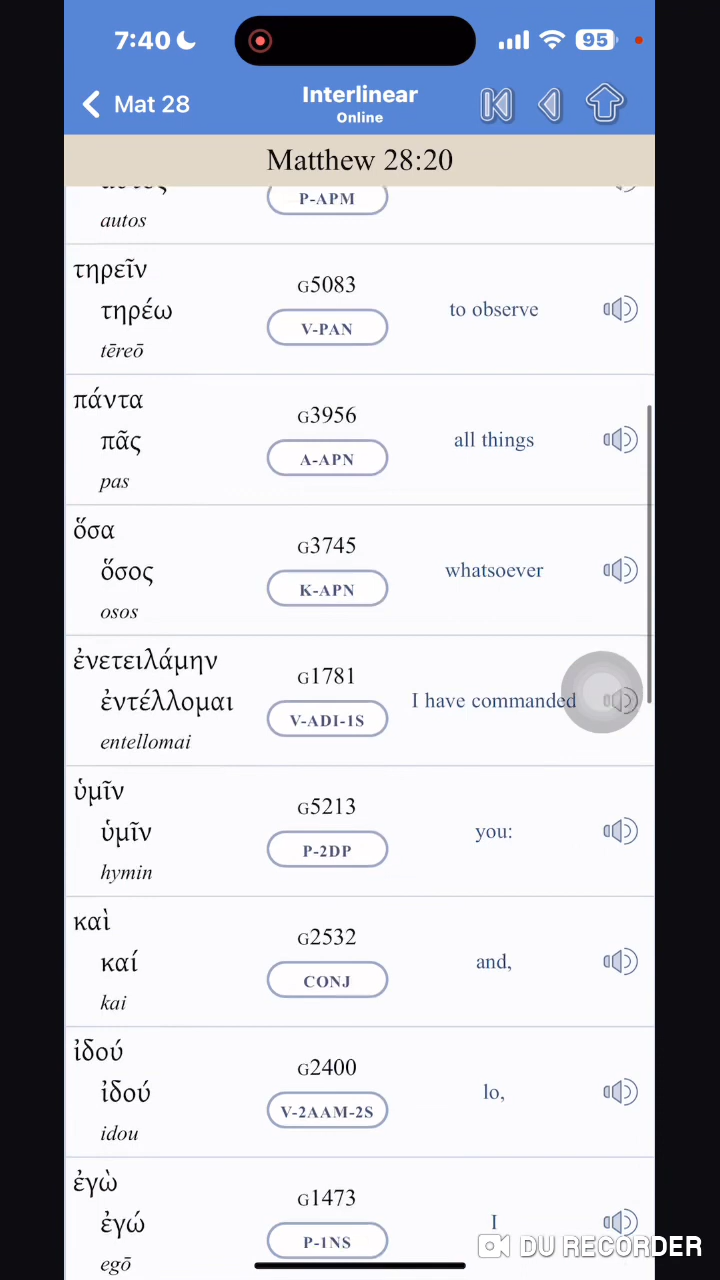 7:40
95
Mat 28
Interlinear
Online
Matthew 28:20
P-APM
autos
τηρεῖν
τηρέω
tēreō
G5083
V-PAN
to observe
πάντα
πᾶς
pas
G3956
A-APN
all things
ὅσα
ὅσος
osos
G3745
K-APN
whatsoever
ἐνετειλάμην
ἐντέλλομαι
entellomai
G1781
V-ADI-1S
I have commanded
ὑμῖν
ὑμῖν
hymin
G5213
P-2DP
you:
καὶ
καί
kai
G2532
CONJ
and,
ἰδού
ἰδού
idou
G2400
V-2AAM-2S
lo,
ἐγὼ
ἐγώ
egō
G1473
P-1NS
I
DU RECORDER